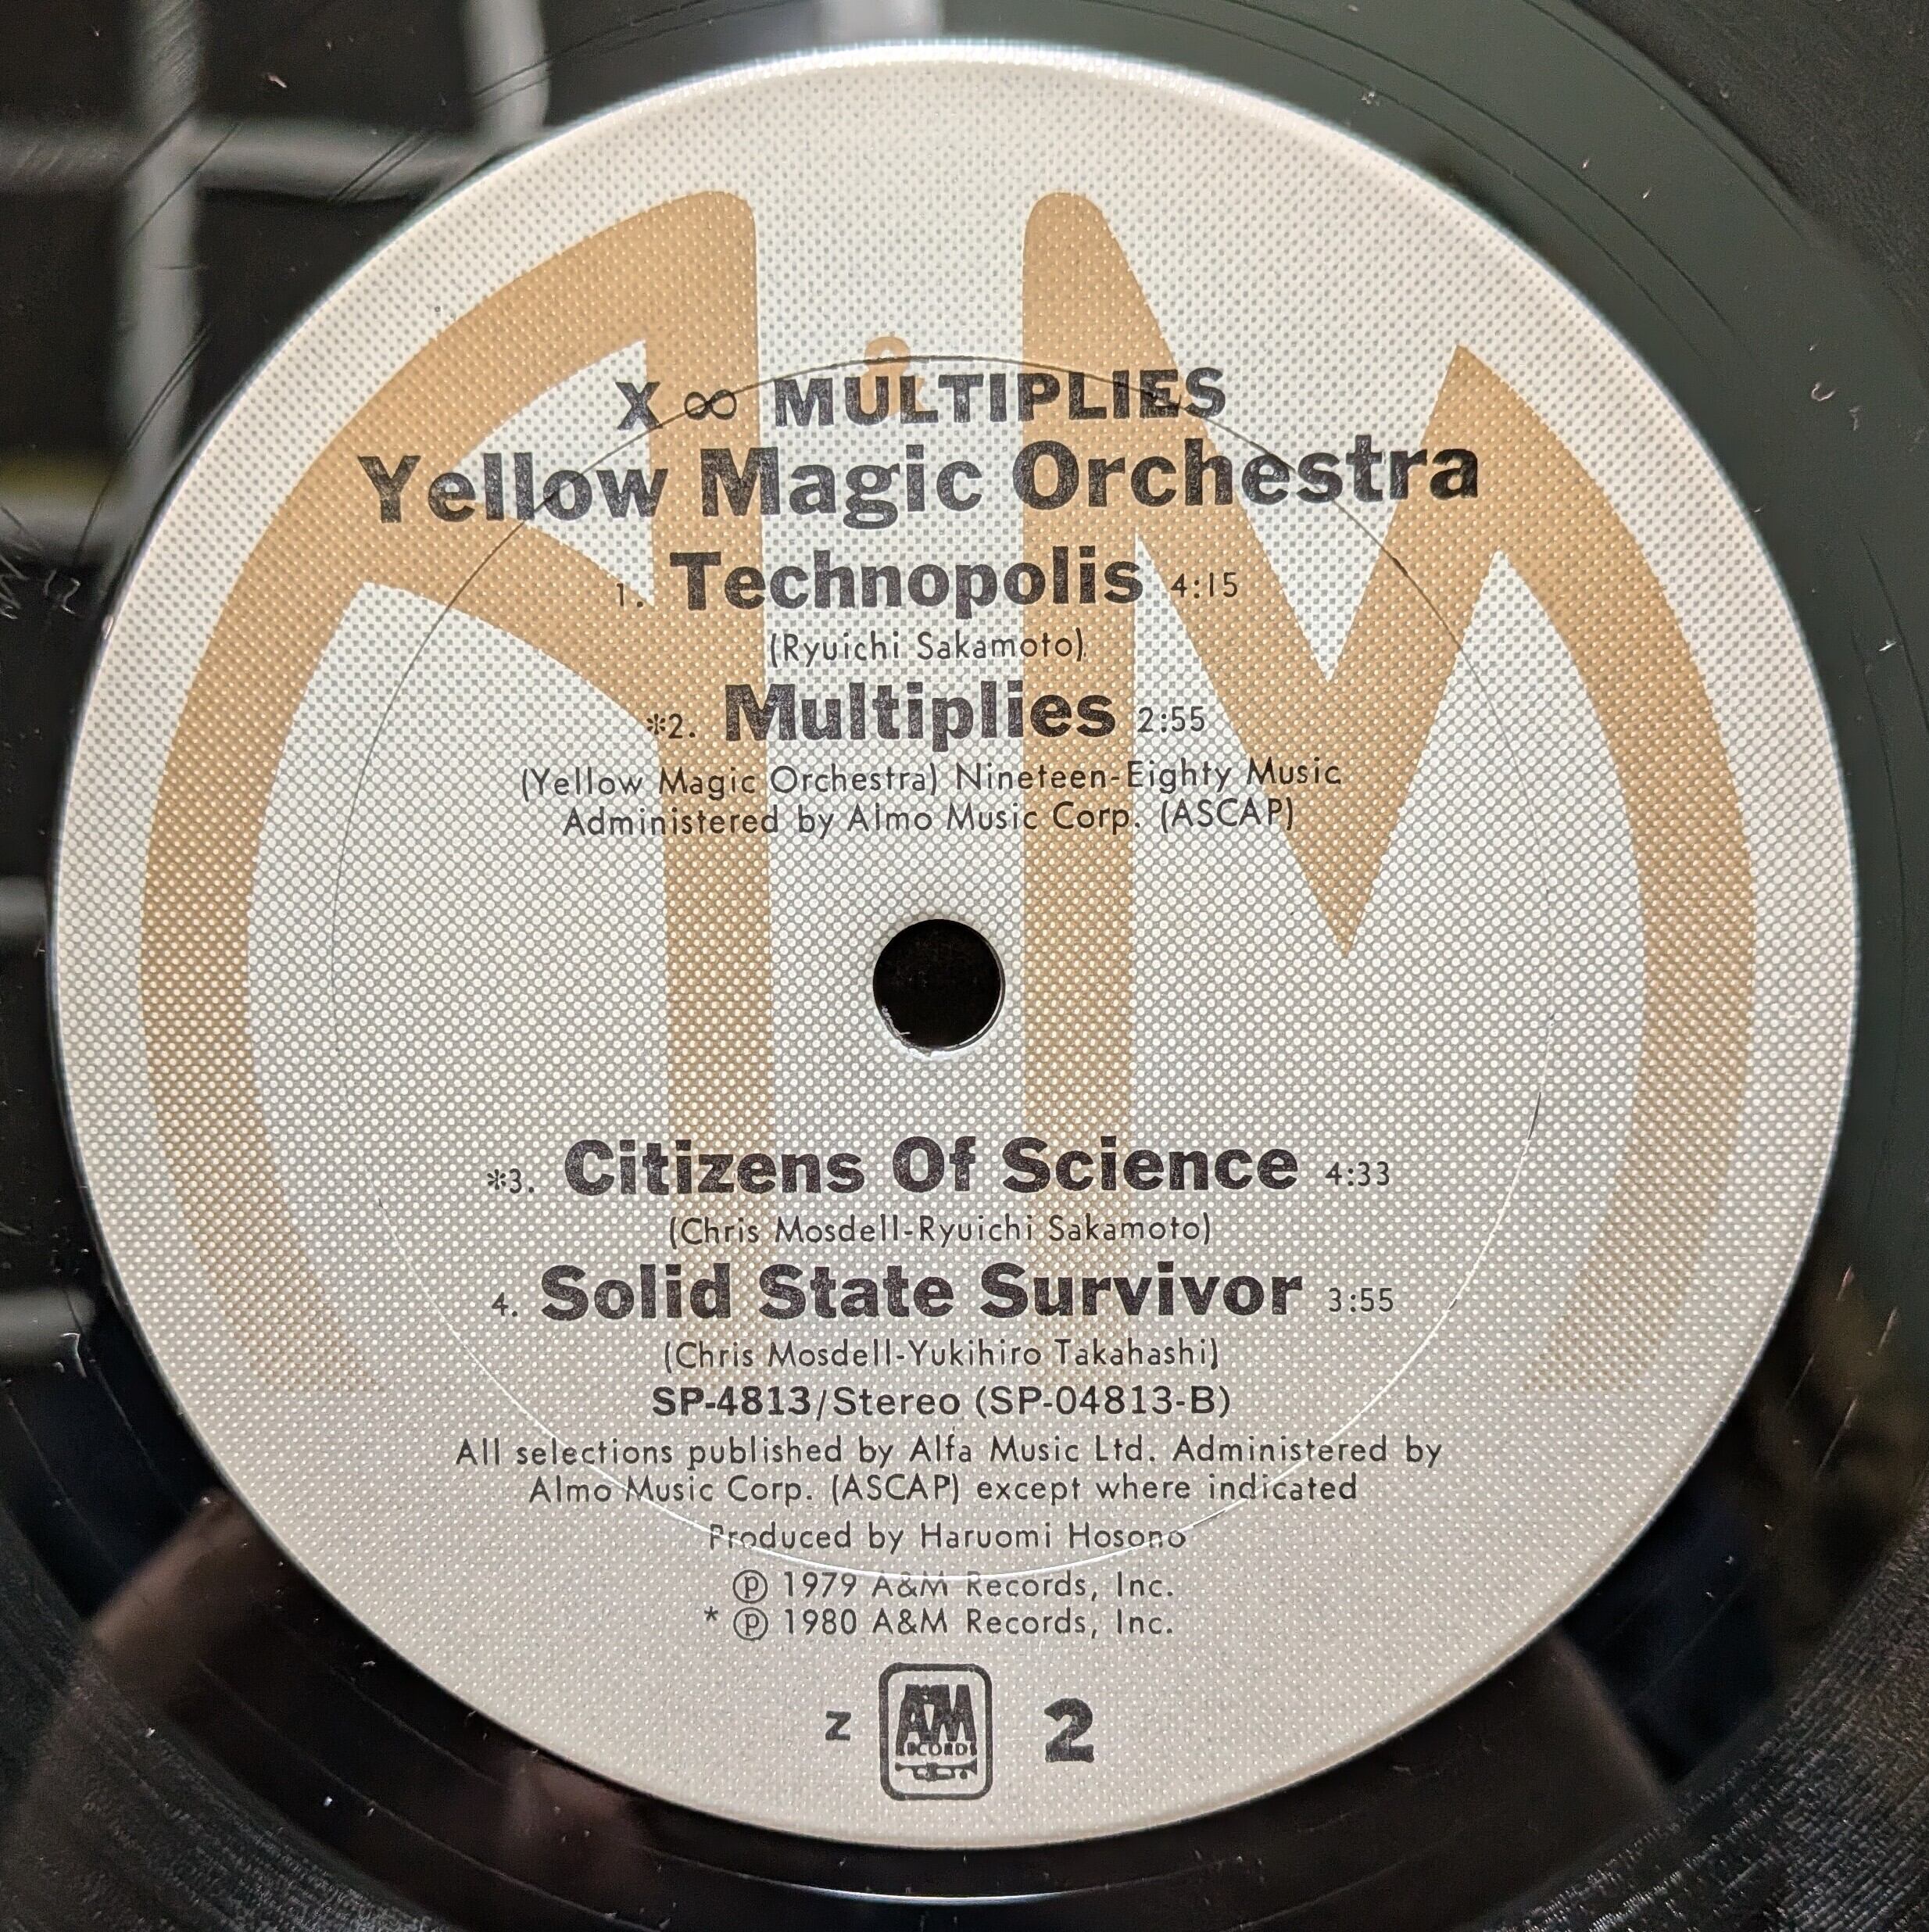 X ∞ MULTIPLIES
Yellow Magic Orchestra
1. Technopolis 4:15
(Ryuichi Sakamoto)
*2. Multiplies 2:55
(Yellow Magic Orchestra) Nineteen-Eighty Music
Administered by Almo Music Corp. (ASCAP)
*3. Citizens Of Science 4:33
(Chris Mosdell-Ryuichi Sakamoto)
4. Solid State Survivor 3:55
(Chris Mosdell-Yukihiro Takahashi)
SP-4813/Stereo (SP-04813-B)
All selections published by Alfa Music Ltd. Administered by
Almo Music Corp. (ASCAP) except where indicated
Produced by Haruomi Hosono
℗ 1979 A&M Records, Inc.
* ℗ 1980 A&M Records, Inc.
Z A&M RECORDS 2